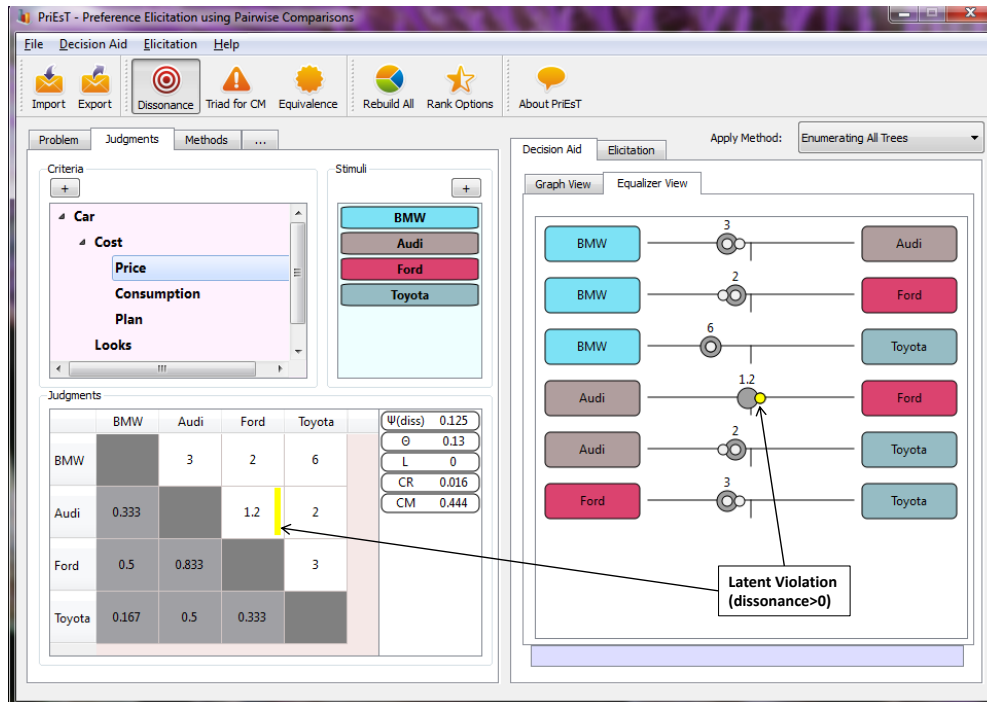 PriEsT - Preference Elicitation using Pairwise Comparisons
File Decision Aid Elicitation Help
Import Export Dissonance Triad for CM Equivalence Rebuild All Rank Options About PriEsT
Problem Judgments Methods ...
Criteria
+
Car
Cost
Price
Consumption
Plan
Looks
Stimuli
+
BMW
Audi
Ford
Toyota
Judgments
BMW Audi Ford Toyota
BMW 3 2 6
Audi 0.333 1.2 2
Ford 0.5 0.833 3
Toyota 0.167 0.5 0.333
Ψ(diss) 0.125
Θ 0.13
L 0
CR 0.016
CM 0.444
Decision Aid Elicitation
Apply Method: Enumerating All Trees
Graph View Equalizer View
BMW 3 Audi
BMW 2 Ford
BMW 6 Toyota
Audi 1.2 Ford
Audi 2 Toyota
Ford 3 Toyota
Latent Violation
(dissonance>0)